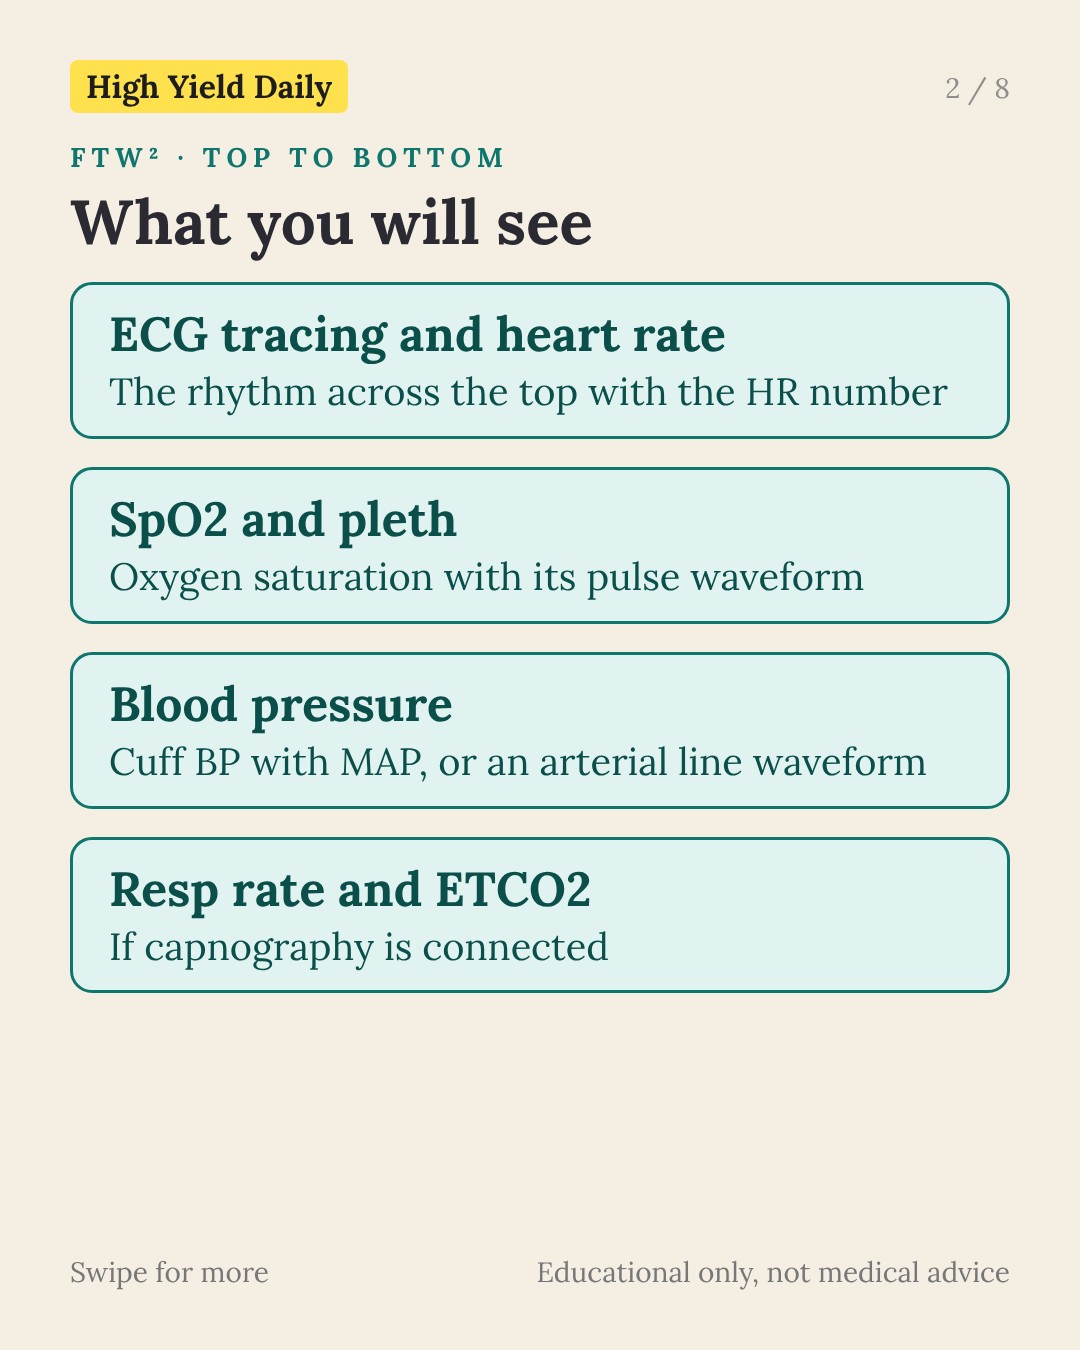 High Yield Daily
2 / 8
FTW² · TOP TO BOTTOM
What you will see
ECG tracing and heart rate
The rhythm across the top with the HR number
SpO2 and pleth
Oxygen saturation with its pulse waveform
Blood pressure
Cuff BP with MAP, or an arterial line waveform
Resp rate and ETCO2
If capnography is connected
Swipe for more
Educational only, not medical advice